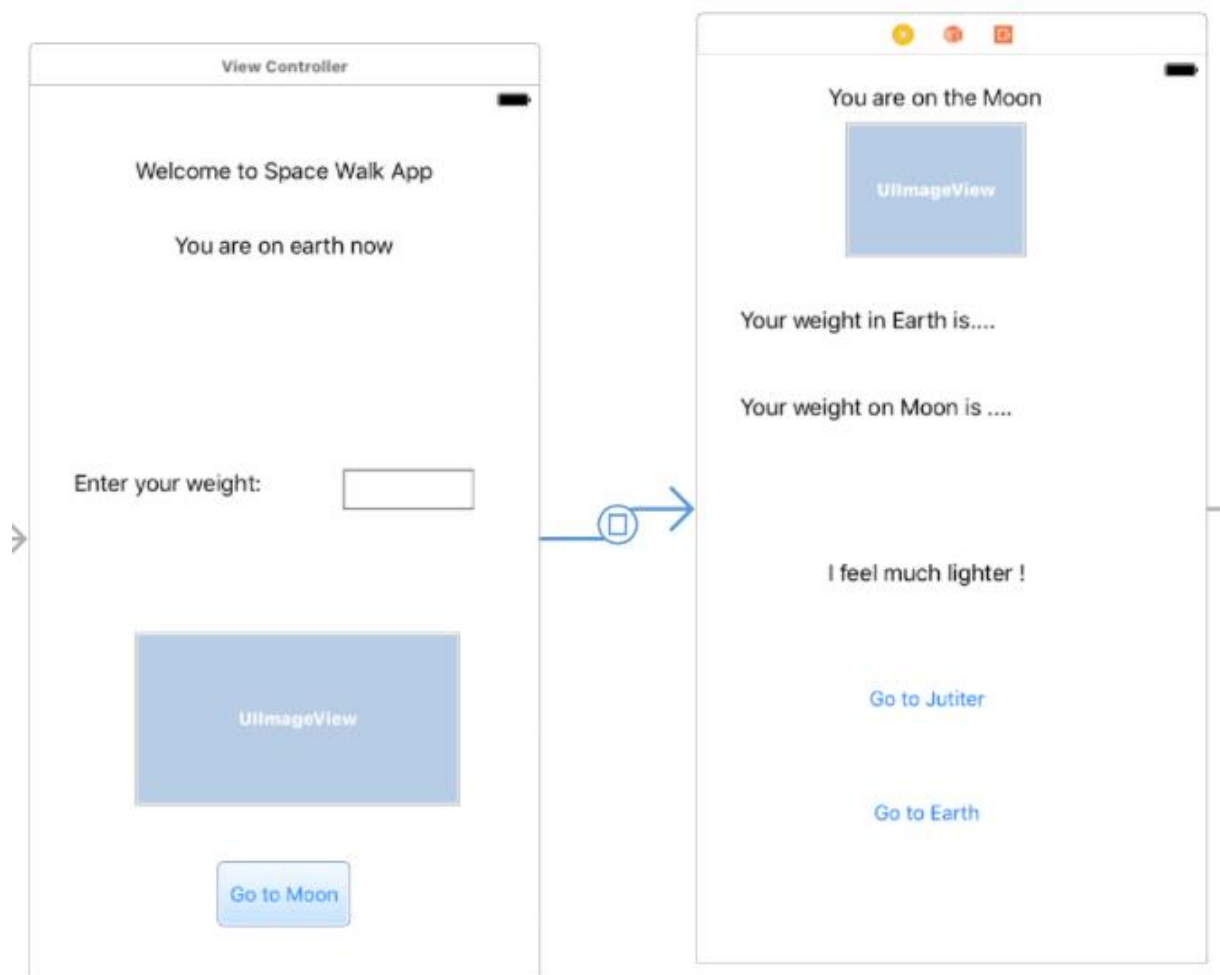 View Controller
Welcome to Space Walk App
You are on earth now
Enter your weight:
UIImageView
Go to Moon
You are on the Moon
UIImageView
Your weight in Earth is....
Your weight on Moon is ....
I feel much lighter !
Go to Jutiter
Go to Earth